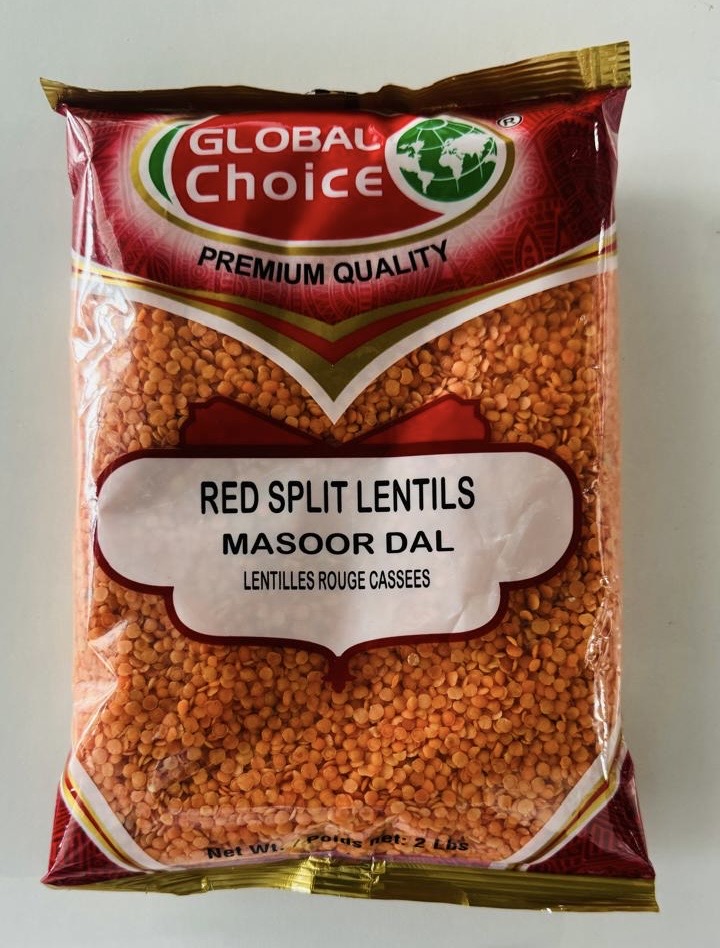 GLOBAL
Choice
®
PREMIUM QUALITY
RED SPLIT LENTILS
MASOOR DAL
LENTILLES ROUGE CASSEES
Net Wt. / Poids net: 2 Lbs